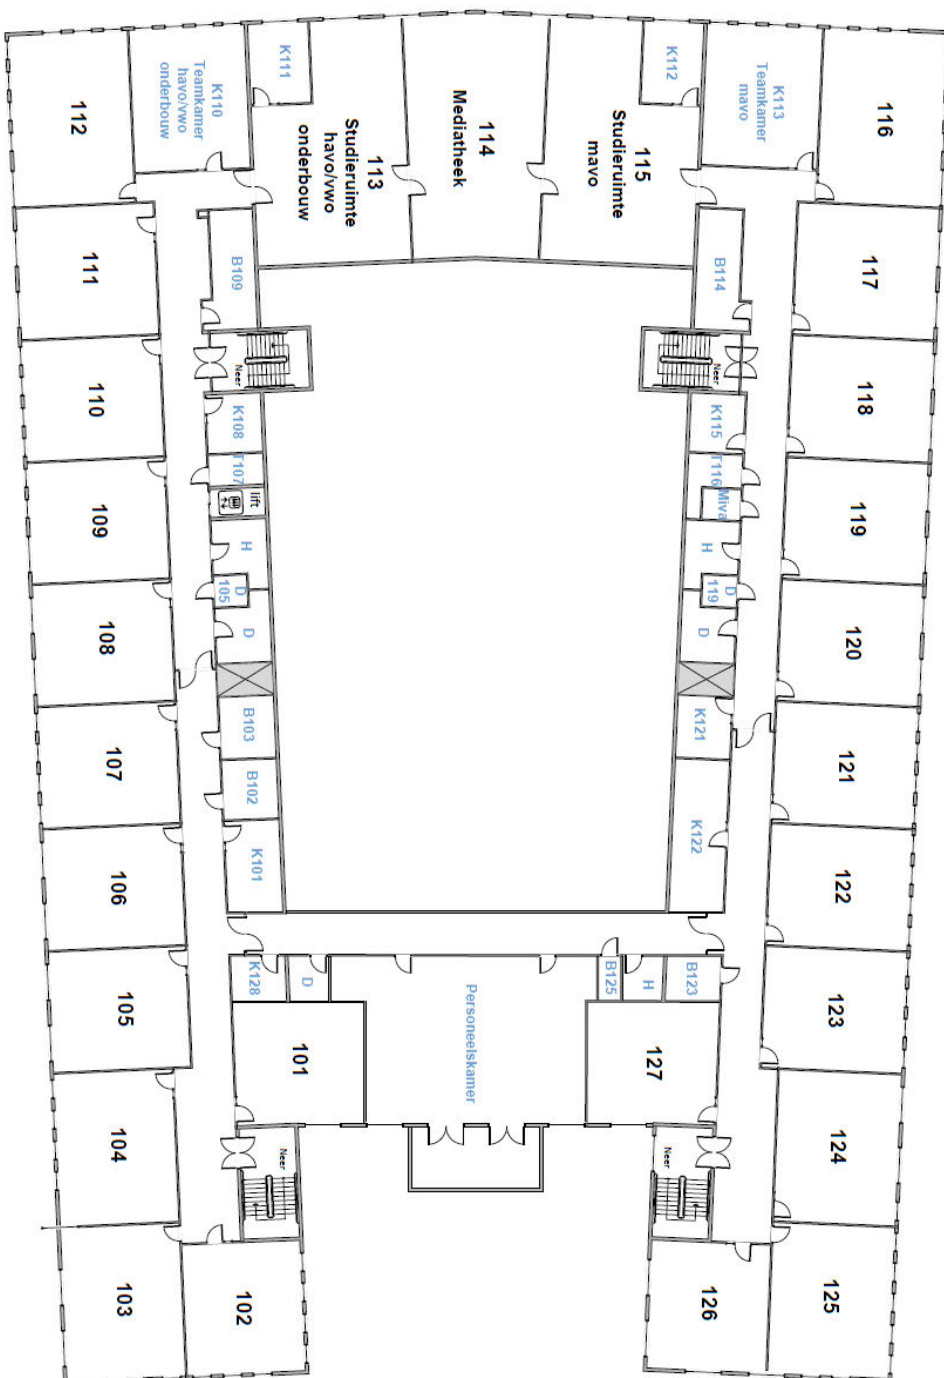 112
K110
Teamkamer
havo/vwo
onderbouw
K111
113
Studieruimte
havo/vwo
onderbouw
114
Mediatheek
115
Studieruimte
mavo
K112
K113
Teamkamer
mavo
116
111
B109
B114
117
110
Neer
Neer
118
K108
K115
T107
T116
Miva
lift
109
H
H
119
D
105
D
119
108
D
D
120
107
B103
K121
121
B102
K122
106
K101
122
105
K128
D
Personeelskamer
B125
H
B123
123
101
127
104
Neer
Neer
124
103
102
126
125